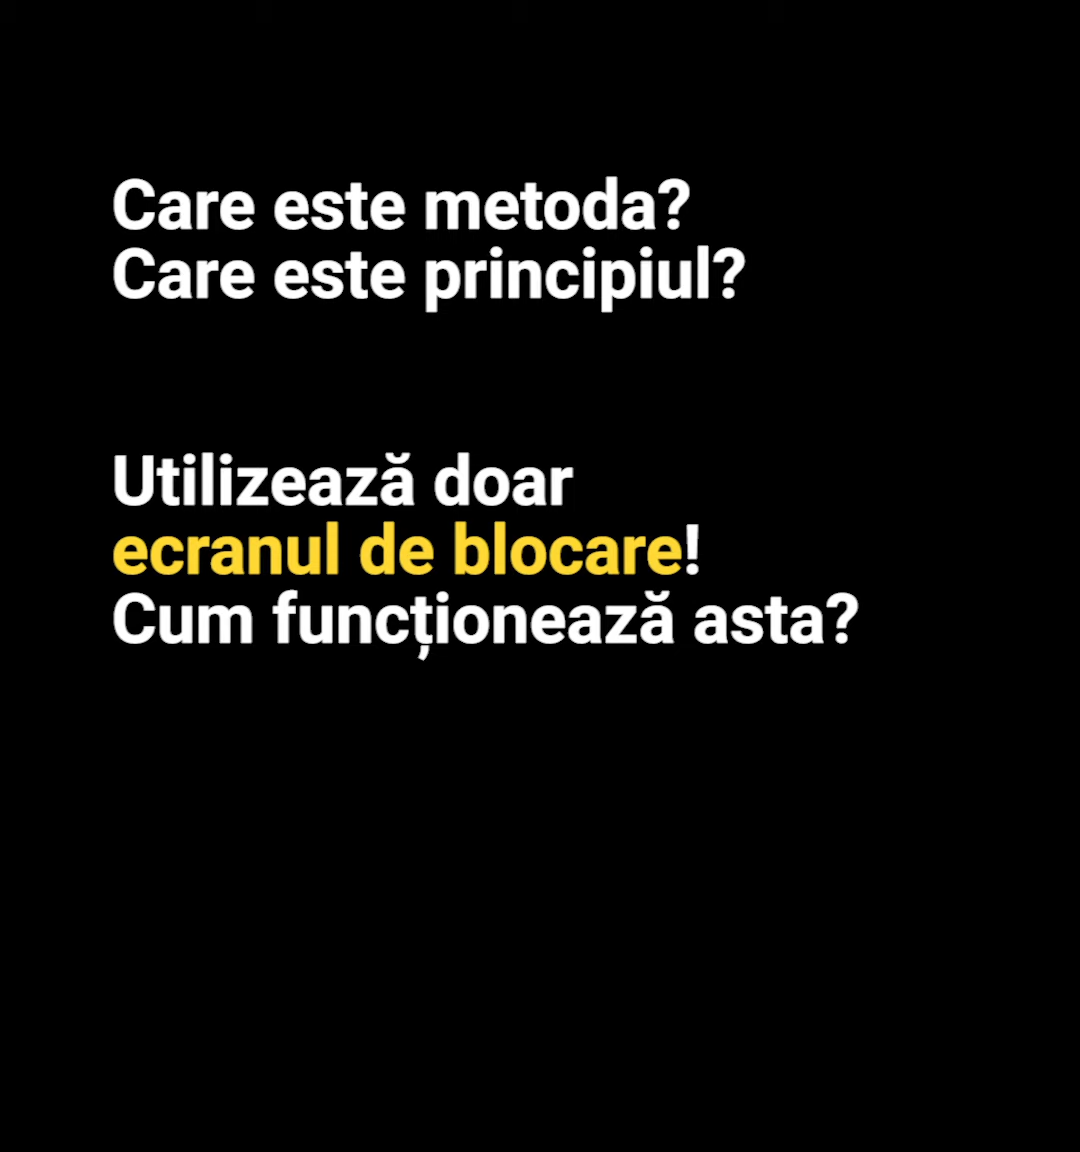 Care este metoda?
Care este principiul?
Utilizează doar
ecranul de blocare!
Cum funcționează asta?